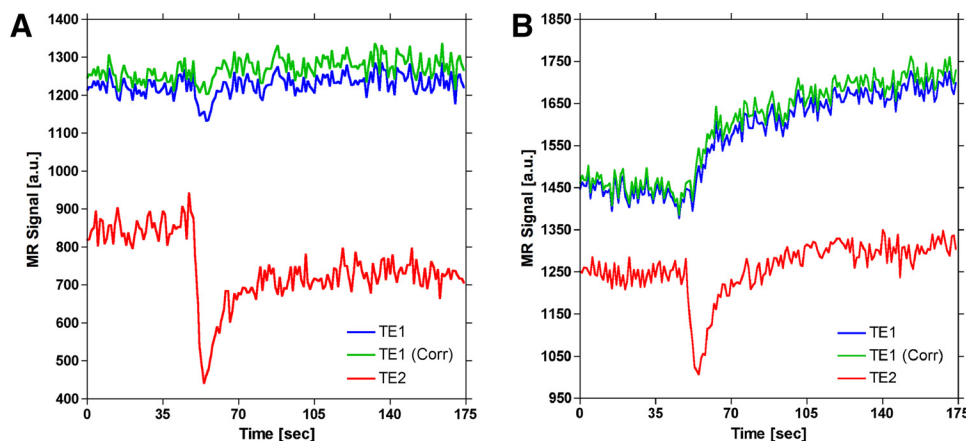 A
MR Signal [a.u.]
1400
1300
1200
1100
1000
900
800
700
600
500
400
0
35
70
105
140
175
Time [sec]
TE1
TE1 (Corr)
TE2
B
MR Signal [a.u.]
1850
1750
1650
1550
1450
1350
1250
1150
1050
950
0
35
70
105
140
175
Time [sec]
TE1
TE1 (Corr)
TE2